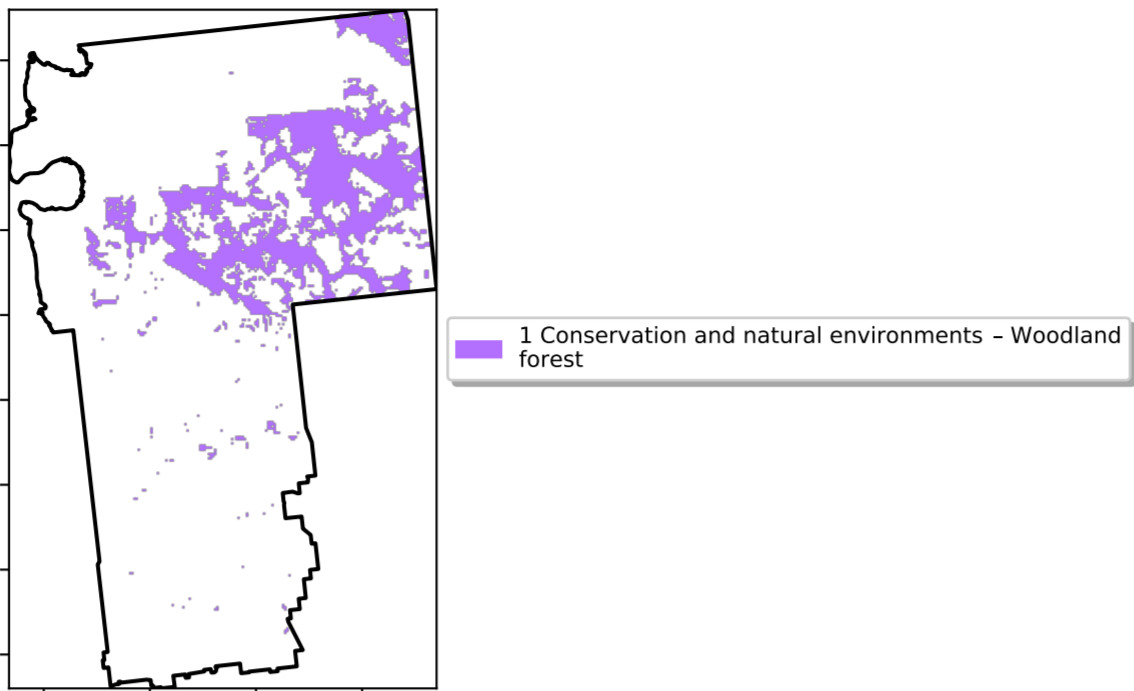 1 Conservation and natural environments – Woodland
forest